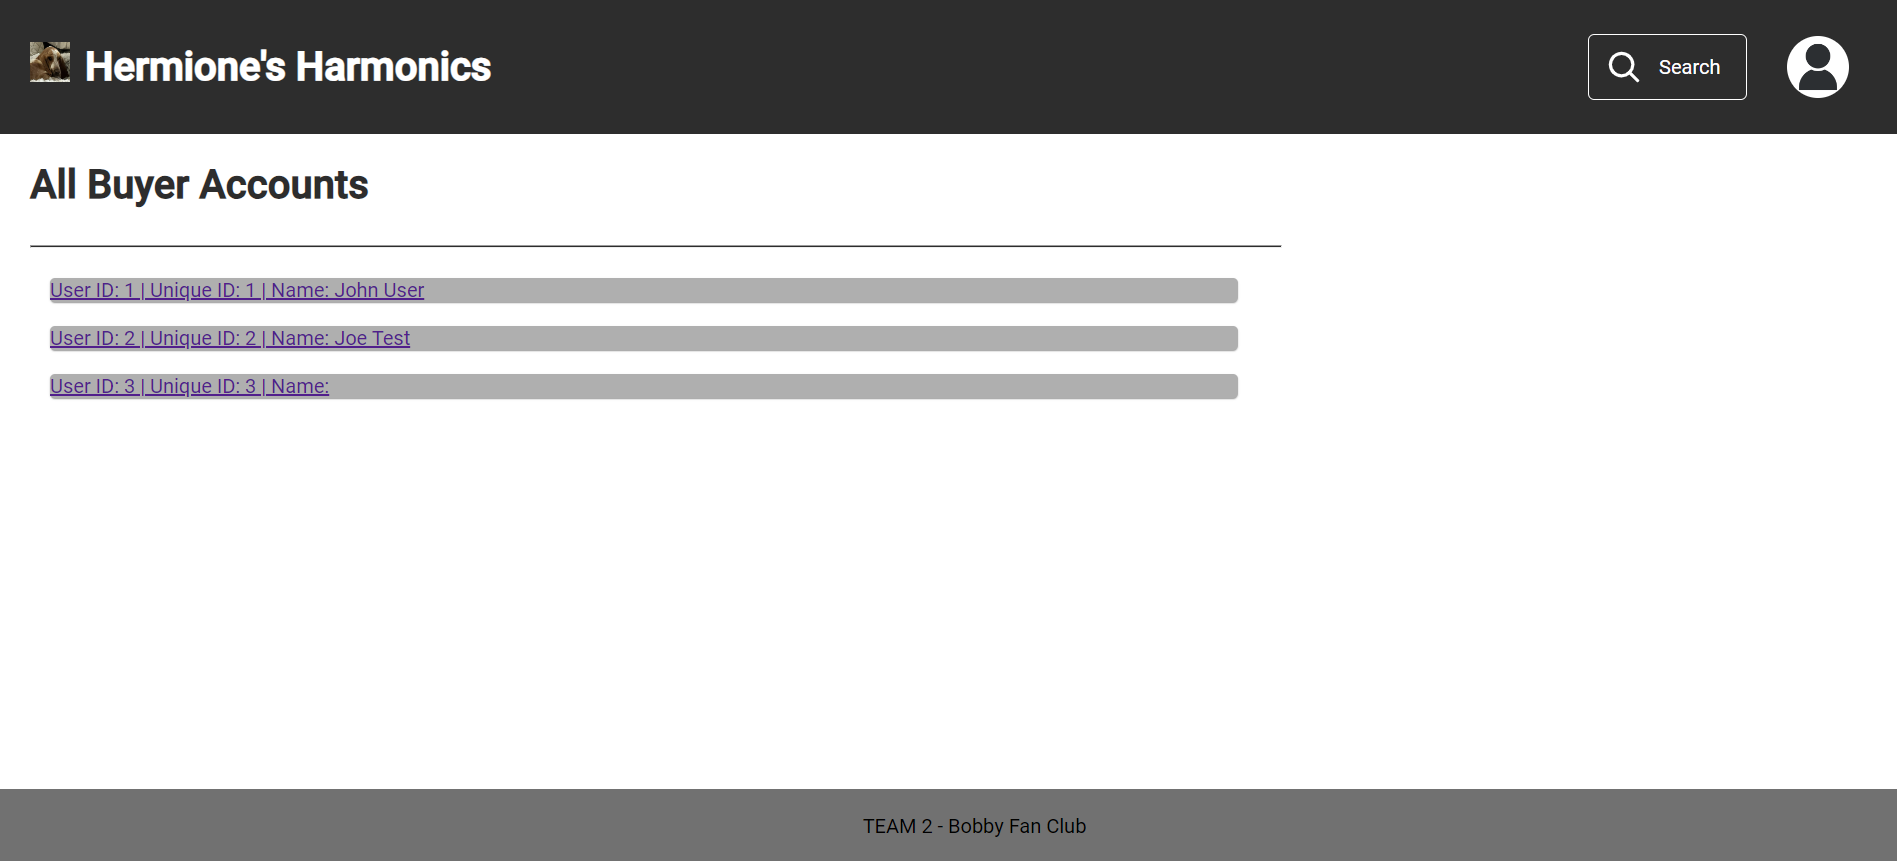 Hermione's Harmonics
Search
All Buyer Accounts
User ID: 1 | Unique ID: 1 | Name: John User
User ID: 2 | Unique ID: 2 | Name: Joe Test
User ID: 3 | Unique ID: 3 | Name:
TEAM 2 - Bobby Fan Club